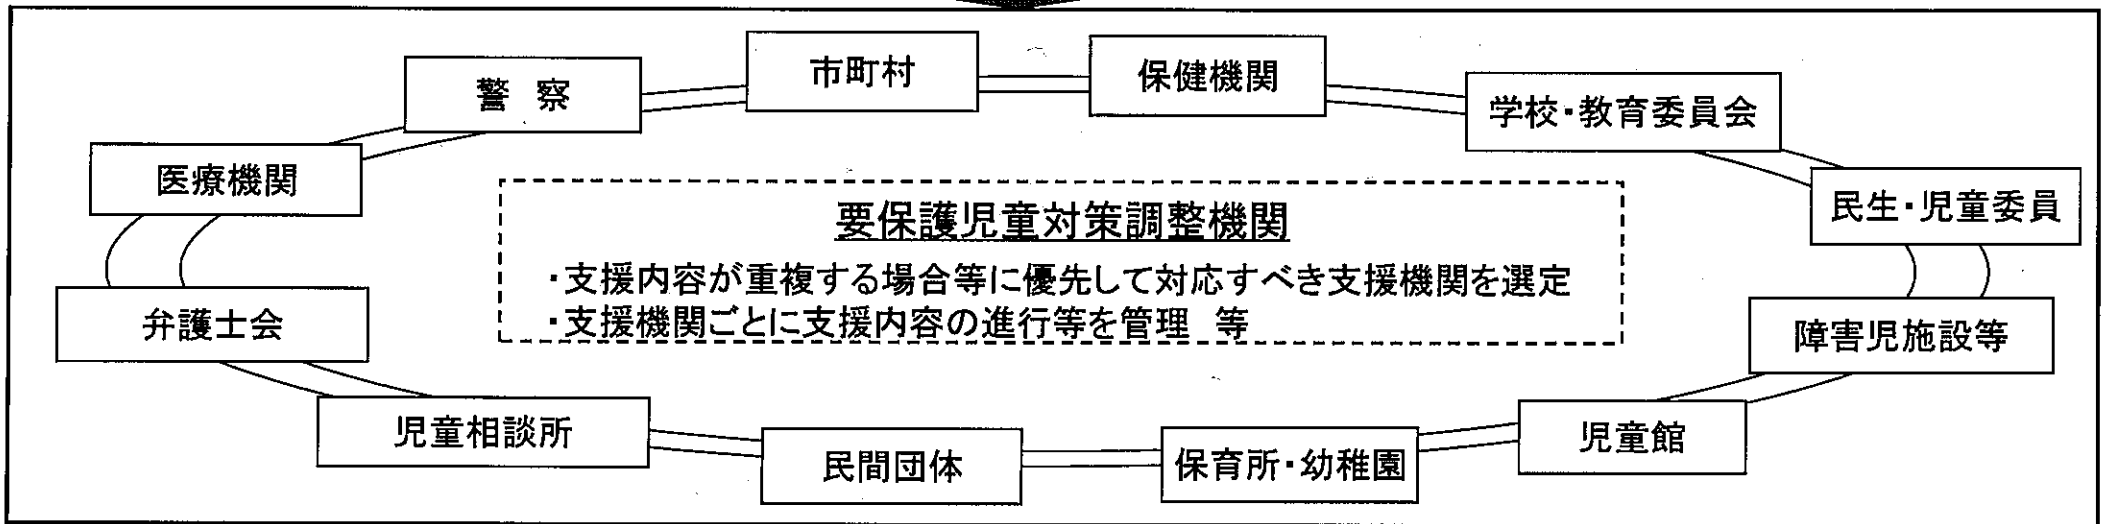 市町村
保健機関
警 察
学校・教育委員会
医療機関
民生・児童委員
要保護児童対策調整機関
・支援内容が重複する場合等に優先して対応すべき支援機関を選定
・支援機関ごとに支援内容の進行等を管理 等
弁護士会
障害児施設等
児童相談所
児童館
民間団体
保育所・幼稚園